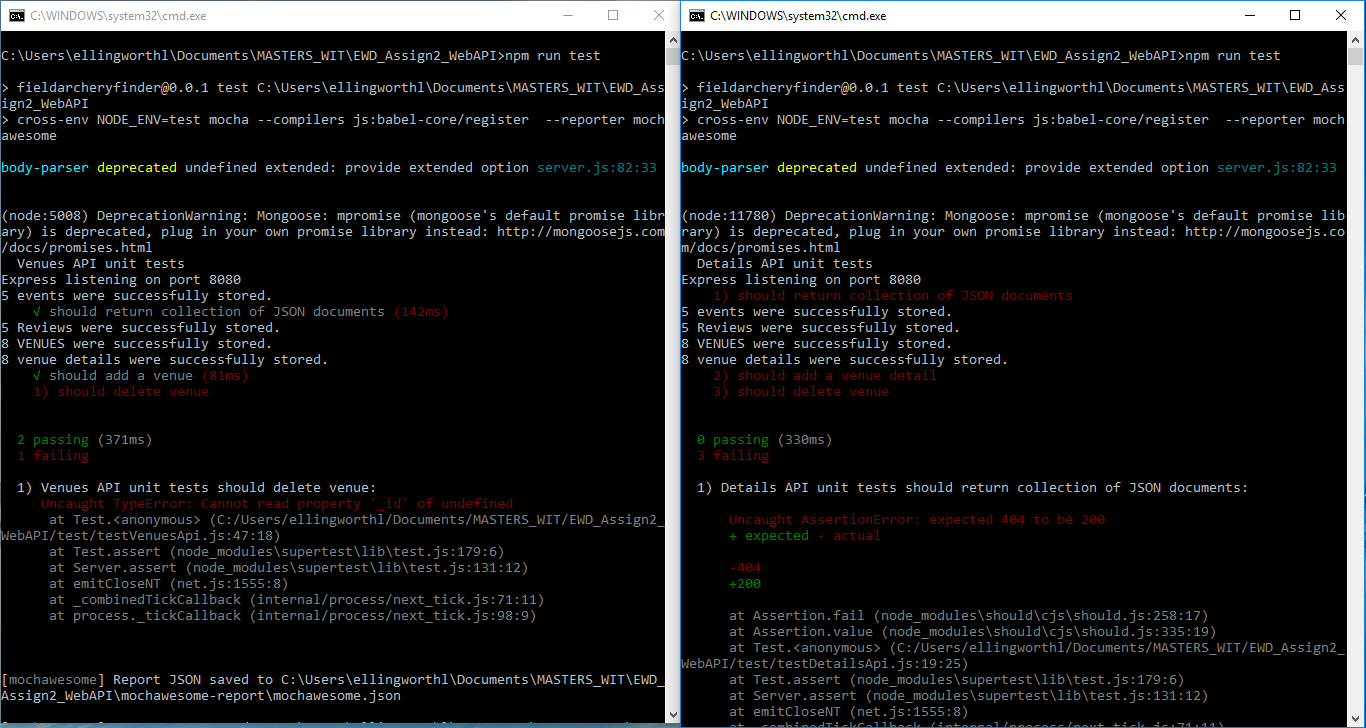 C:\WINDOWS\system32\cmd.exe
C:\Users\ellingworthl\Documents\MASTERS_WIT\EWD_Assign2_WebAPI>npm run test
> fieldarcheryfinder@0.0.1 test C:\Users\ellingworthl\Documents\MASTERS_WIT\EWD_Ass
ign2_WebAPI
> cross-env NODE_ENV=test mocha --compilers js:babel-core/register  --reporter moch
awesome
body-parser deprecated undefined extended: provide extended option server.js:82:33
(node:5008) DeprecationWarning: Mongoose: mpromise (mongoose's default promise libr
ary) is deprecated, plug in your own promise library instead: http://mongoosejs.com
/docs/promises.html
Venues API unit tests
Express listening on port 8080
5 events were successfully stored.
√ should return collection of JSON documents (142ms)
5 Reviews were successfully stored.
8 VENUES were successfully stored.
8 venue details were successfully stored.
√ should add a venue (81ms)
1) should delete venue
2 passing (371ms)
1 failing
1) Venues API unit tests should delete venue:
Uncaught TypeError: Cannot read property '_id' of undefined
at Test.<anonymous> (C:/Users/ellingworthl/Documents/MASTERS_WIT/EWD_Assign2_
WebAPI/test/testVenuesApi.js:47:18)
at Test.assert (node_modules\supertest\lib\test.js:179:6)
at Server.assert (node_modules\supertest\lib\test.js:131:12)
at emitCloseNT (net.js:1555:8)
at _combinedTickCallback (internal/process/next_tick.js:71:11)
at process._tickCallback (internal/process/next_tick.js:98:9)
[mochawesome] Report JSON saved to C:\Users\ellingworthl\Documents\MASTERS_WIT\EWD_
Assign2_WebAPI\mochawesome-report\mochawesome.json
C:\WINDOWS\system32\cmd.exe
C:\Users\ellingworthl\Documents\MASTERS_WIT\EWD_Assign2_WebAPI>npm run test
> fieldarcheryfinder@0.0.1 test C:\Users\ellingworthl\Documents\MASTERS_WIT\EWD_Ass
ign2_WebAPI
> cross-env NODE_ENV=test mocha --compilers js:babel-core/register  --reporter moch
awesome
body-parser deprecated undefined extended: provide extended option server.js:82:33
(node:11780) DeprecationWarning: Mongoose: mpromise (mongoose's default promise lib
rary) is deprecated, plug in your own promise library instead: http://mongoosejs.co
m/docs/promises.html
Details API unit tests
Express listening on port 8080
1) should return collection of JSON documents
5 events were successfully stored.
5 Reviews were successfully stored.
8 VENUES were successfully stored.
8 venue details were successfully stored.
2) should add a venue detail
3) should delete venue
0 passing (330ms)
3 failing
1) Details API unit tests should return collection of JSON documents:
Uncaught AssertionError: expected 404 to be 200
+ expected - actual
-404
+200
at Assertion.fail (node_modules\should\cjs\should.js:258:17)
at Assertion.value (node_modules\should\cjs\should.js:335:19)
at Test.<anonymous> (C:/Users/ellingworthl/Documents/MASTERS_WIT/EWD_Assign2_
WebAPI/test/testDetailsApi.js:19:25)
at Test.assert (node_modules\supertest\lib\test.js:179:6)
at Server.assert (node_modules\supertest\lib\test.js:131:12)
at emitCloseNT (net.js:1555:8)